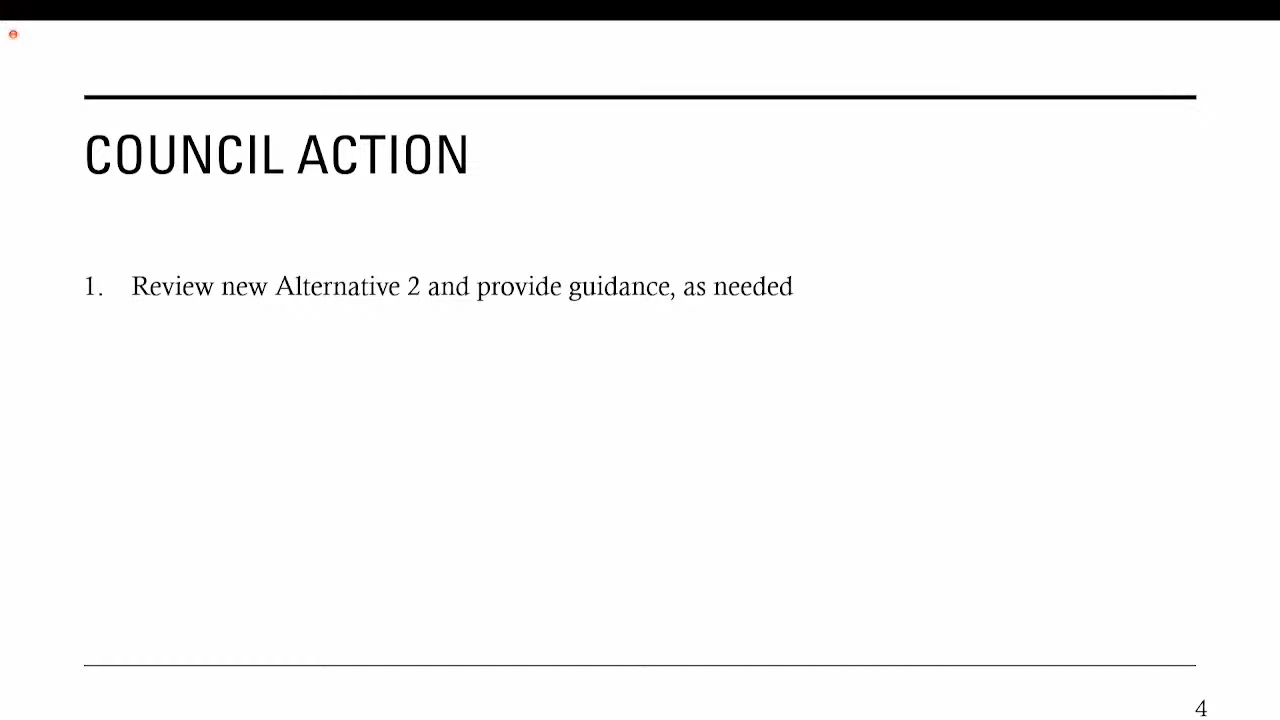 COUNCIL ACTION
1. Review new Alternative 2 and provide guidance, as needed
4